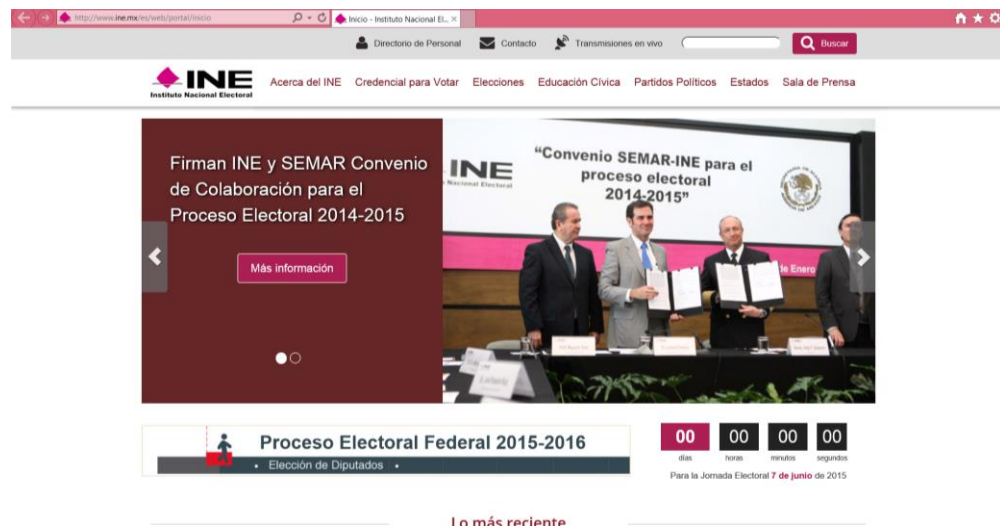 http://www.ine.mx/es/web/portal/inicio
Inicio - Instituto Nacional El...
Directorio de Personal Contacto Transmisiones en vivo Buscar
INE
Instituto Nacional Electoral
Acerca del INE Credencial para Votar Elecciones Educación Cívica Partidos Políticos Estados Sala de Prensa
Firman INE y SEMAR Convenio
de Colaboración para el
Proceso Electoral 2014-2015
Más información
INE
Nacional Electoral
“Convenio SEMAR-INE para el
proceso electoral
2014-2015”
de Enero
Proceso Electoral Federal 2015-2016
• Elección de Diputados •
00 00 00 00
días horas minutos segundos
Para la Jornada Electoral 7 de junio de 2015
Lo más reciente